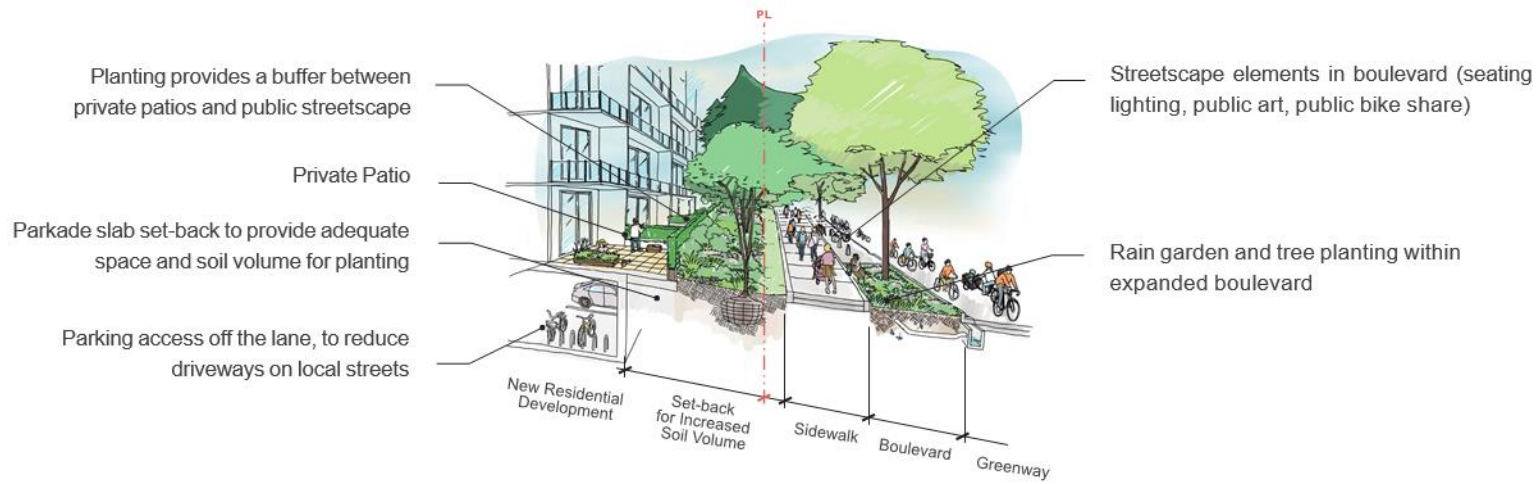 PL
Planting provides a buffer between
private patios and public streetscape
Private Patio
Parkade slab set-back to provide adequate
space and soil volume for planting
Parking access off the lane, to reduce
driveways on local streets
Streetscape elements in boulevard (seating
lighting, public art, public bike share)
Rain garden and tree planting within
expanded boulevard
New Residential
Development
Set-back
for Increased
Soil Volume
Sidewalk
Boulevard
Greenway